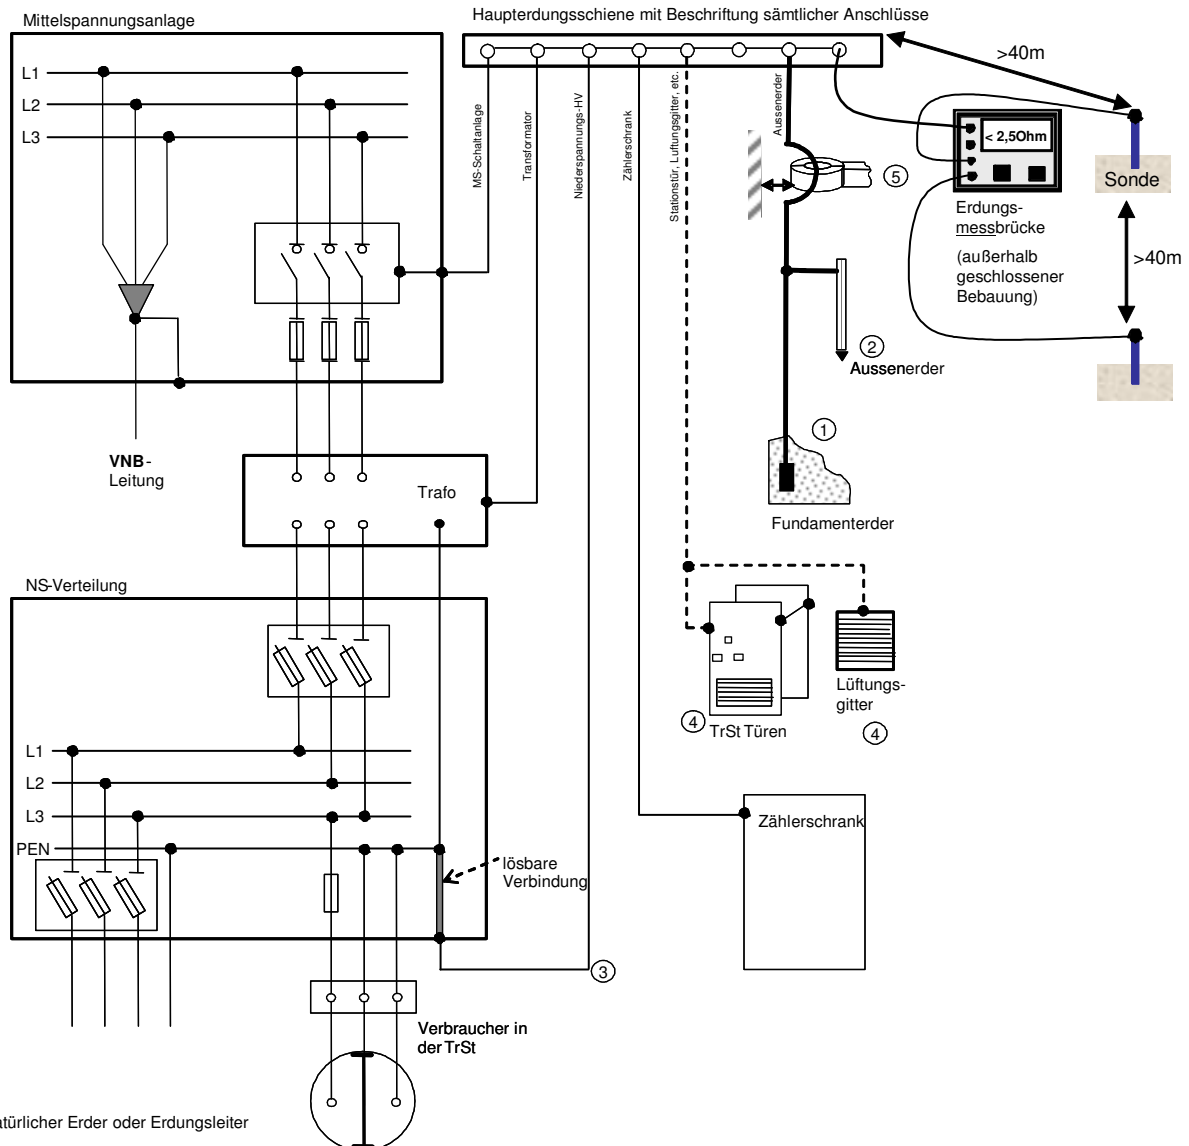 Mittelspannungsanlage
Haupterdungsschiene mit Beschriftung sämtlicher Anschlüsse
L1
L2
L3
>40m
MS-Schaltanlage
Transformator
Niederspannungs-HV
Zählerschrank
Stationstür, Luftungsgitter, etc.
Aussenerder
< 2,5Ohm
5
Sonde
Erdungs-
messbrücke
(außerhalb
geschlossener
Bebauung)
>40m
2
Aussenerder
1
Fundamenterder
VNB-
Leitung
Trafo
NS-Verteilung
4
TrSt Türen
Lüftungs-
gitter
4
L1
L2
L3
PEN
lösbare
Verbindung
Zählerschrank
3
Verbraucher in
der TrSt
atürlicher Erder oder Erdungsleiter